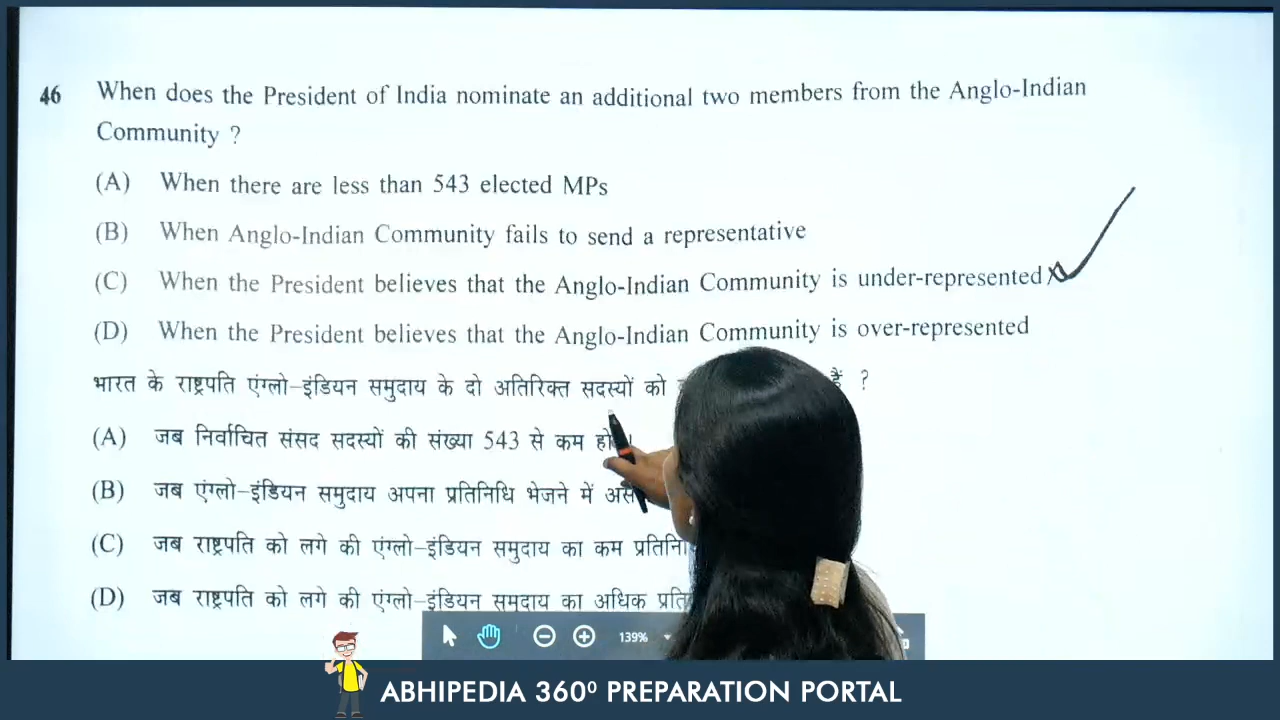 46 When does the President of India nominate an additional two members from the Anglo-Indian
Community ?
(A) When there are less than 543 elected MPs
(B) When Anglo-Indian Community fails to send a representative
(C) When the President believes that the Anglo-Indian Community is under-represented
(D) When the President believes that the Anglo-Indian Community is over-represented
भारत के राष्ट्रपति एंग्लो-इंडियन समुदाय के दो अतिरिक्त सदस्यों को हैं ?
(A) जब निर्वाचित संसद सदस्यों की संख्या 543 से कम हो
(B) जब एंग्लो-इंडियन समुदाय अपना प्रतिनिधि भेजने में
(C) जब राष्ट्रपति को लगे की एंग्लो-इंडियन समुदाय का कम
(D) जब राष्ट्रपति को लगे की एंग्लो-इंडियन समुदाय का अधिक
139%
ABHIPEDIA 360⁰ PREPARATION PORTAL